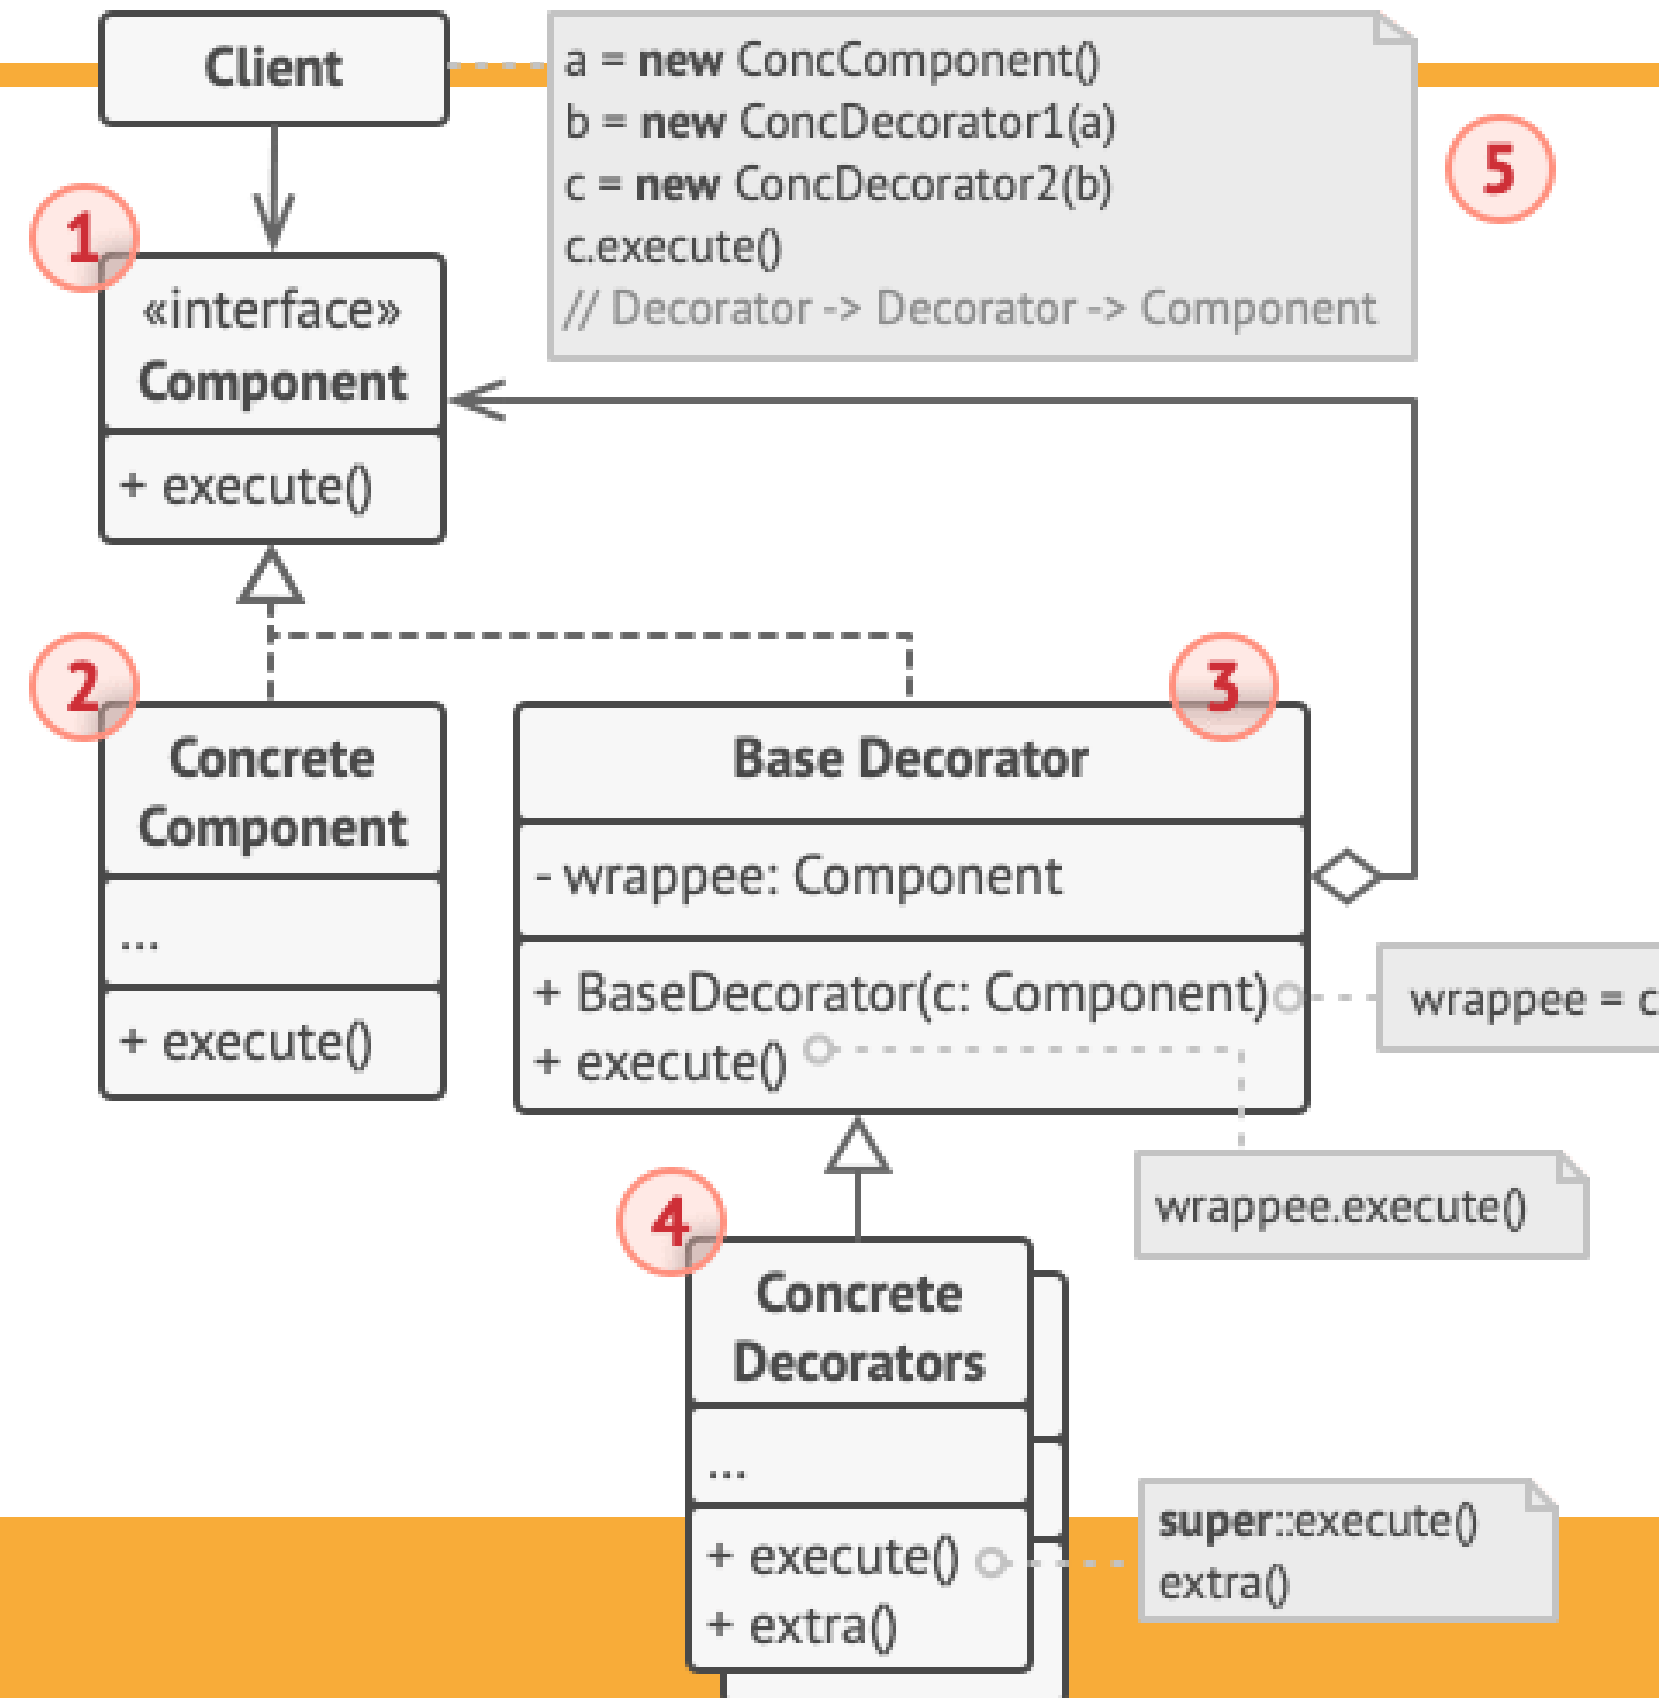 Client
a = new ConcComponent()
b = new ConcDecorator1(a)
c = new ConcDecorator2(b)
c.execute()
// Decorator -> Decorator -> Component
5
1
«interface»
Component
+ execute()
2
Concrete
Component
...
+ execute()
3
Base Decorator
- wrappee: Component
+ BaseDecorator(c: Component)
+ execute()
wrappee = c
wrappee.execute()
4
Concrete
Decorators
...
+ execute()
+ extra()
super::execute()
extra()